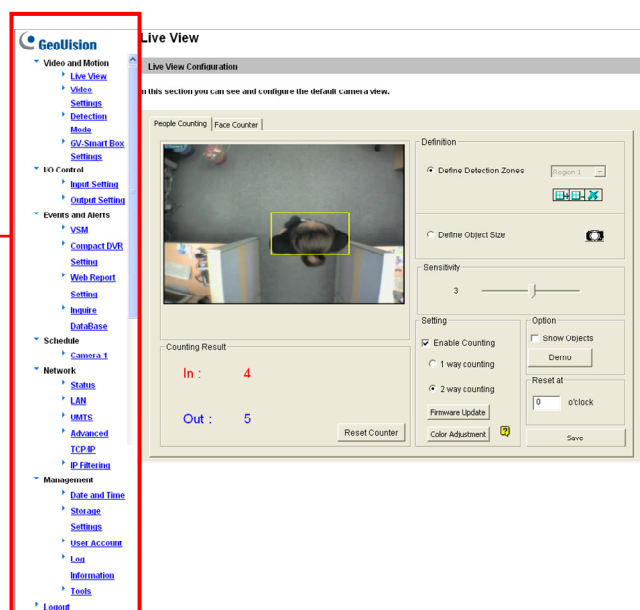 GeoVision
Video and Motion
Live View
Video
Settings
Detection
Mode
GV-Smart Box
Settings
I/O Control
Input Setting
Output Setting
Events and Alerts
VSM
Compact DVR
Setting
Web Report
Setting
Inquire
DataBase
Schedule
Camera 1
Network
Status
LAN
UMTS
Advanced
TCP/IP
IP Filtering
Management
Date and Time
Storage
Settings
User Account
Log
Information
Tools
Logout
Live View
Live View Configuration
n this section you can see and configure the default camera view.
People Counting
Face Counter
Definition
Define Detection Zones
Region 1
Define Object Size
Sensitivity
3
Counting Result
In : 4
Out : 5
Reset Counter
Setting
Enable Counting
1 way counting
2 way counting
Firmware Update
Color Adjustment
?
Option
Show Objects
Demo
Reset at
0 o'clock
Save